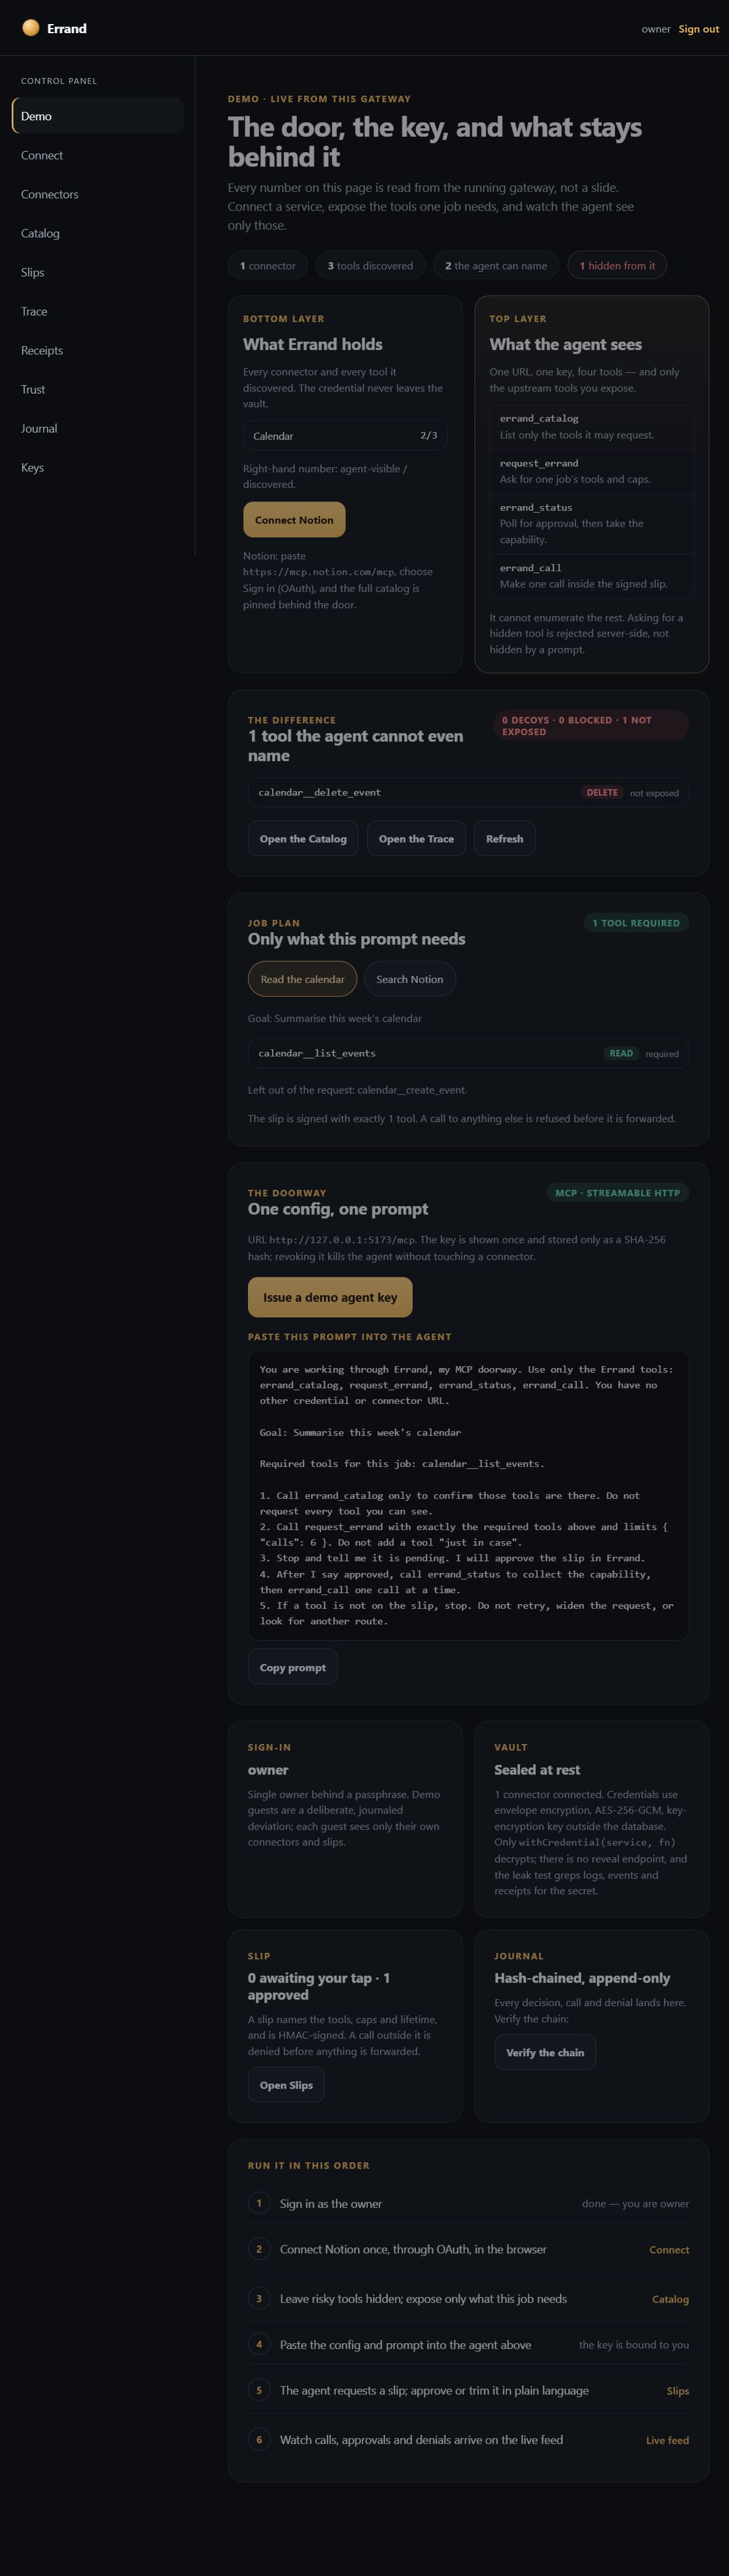 Errand
owner Sign out
CONTROL PANEL
Demo
Connect
Connectors
Catalog
Slips
Trace
Receipts
Trust
Journal
Keys
DEMO · LIVE FROM THIS GATEWAY
The door, the key, and what stays
behind it
Every number on this page is read from the running gateway, not a slide.
Connect a service, expose the tools one job needs, and watch the agent see
only those.
1 connector
3 tools discovered
2 the agent can name
1 hidden from it
BOTTOM LAYER
What Errand holds
Every connector and every tool it
discovered. The credential never leaves the
vault.
Calendar 2/3
Right-hand number: agent-visible /
discovered.
Connect Notion
Notion: paste
https://mcp.notion.com/mcp, choose
Sign in (OAuth), and the full catalog is
pinned behind the door.
TOP LAYER
What the agent sees
One URL, one key, four tools — and only
the upstream tools you expose.
errand_catalog
List only the tools it may request.
request_errand
Ask for one job's tools and caps.
errand_status
Poll for approval, then take the
capability.
errand_call
Make one call inside the signed slip.
It cannot enumerate the rest. Asking for a
hidden tool is rejected server-side, not
hidden by a prompt.
THE DIFFERENCE
1 tool the agent cannot even
name
0 DECOYS · 0 BLOCKED · 1 NOT
EXPOSED
calendar__delete_event DELETE not exposed
Open the Catalog
Open the Trace
Refresh
JOB PLAN
Only what this prompt needs
1 TOOL REQUIRED
Read the calendar
Search Notion
Goal: Summarise this week's calendar
calendar__list_events READ required
Left out of the request: calendar__create_event.
The slip is signed with exactly 1 tool. A call to anything else is refused before it is forwarded.
THE DOORWAY
One config, one prompt
MCP · STREAMABLE HTTP
URL http://127.0.0.1:5173/mcp. The key is shown once and stored only as a SHA-256
hash; revoking it kills the agent without touching a connector.
Issue a demo agent key
PASTE THIS PROMPT INTO THE AGENT
You are working through Errand, my MCP doorway. Use only the Errand tools:
errand_catalog, request_errand, errand_status, errand_call. You have no
other credential or connector URL.
Goal: Summarise this week's calendar
Required tools for this job: calendar__list_events.
1. Call errand_catalog only to confirm those tools are there. Do not
request every tool you can see.
2. Call request_errand with exactly the required tools above and limits {
"calls": 6 }. Do not add a tool "just in case".
3. Stop and tell me it is pending. I will approve the slip in Errand.
4. After I say approved, call errand_status to collect the capability,
then errand_call one call at a time.
5. If a tool is not on the slip, stop. Do not retry, widen the request, or
look for another route.
Copy prompt
SIGN-IN
owner
Single owner behind a passphrase. Demo
guests are a deliberate, journaled
deviation; each guest sees only their own
connectors and slips.
VAULT
Sealed at rest
1 connector connected. Credentials use
envelope encryption, AES-256-GCM, key-
encryption key outside the database.
Only withCredential(service, fn)
decrypts; there is no reveal endpoint, and
the leak test greps logs, events and
receipts for the secret.
SLIP
0 awaiting your tap · 1
approved
A slip names the tools, caps and lifetime,
and is HMAC-signed. A call outside it is
denied before anything is forwarded.
Open Slips
JOURNAL
Hash-chained, append-only
Every decision, call and denial lands here.
Verify the chain:
Verify the chain
RUN IT IN THIS ORDER
1 Sign in as the owner done — you are owner
2 Connect Notion once, through OAuth, in the browser Connect
3 Leave risky tools hidden; expose only what this job needs Catalog
4 Paste the config and prompt into the agent above the key is bound to you
5 The agent requests a slip; approve or trim it in plain language Slips
6 Watch calls, approvals and denials arrive on the live feed Live feed